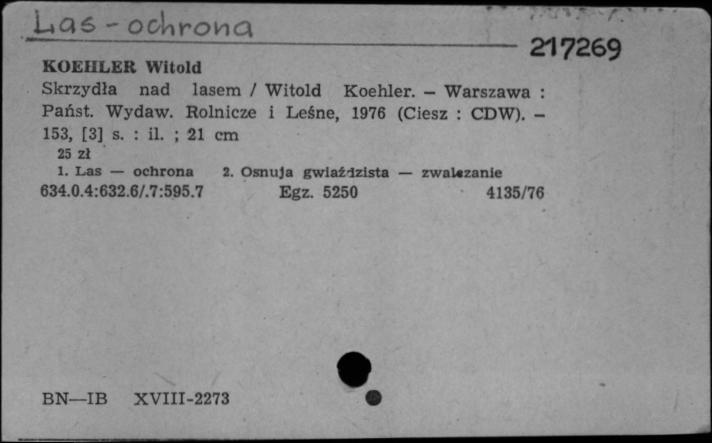 Las - ochrona
217269
KOEHLER Witold
Skrzydła nad lasem / Witold Koehler. — Warszawa :
Państ. Wydaw. Rolnicze i Leśne, 1976 (Ciesz : CDW). —
153, [3] s. : il. ; 21 cm
25 zł
1. Las — ochrona 2. Osnuja gwiaździsta — zwalczanie
634.0.4:632.6/.7:595.7 Egz. 5250 4135/76
BN—IB XVIII-2273